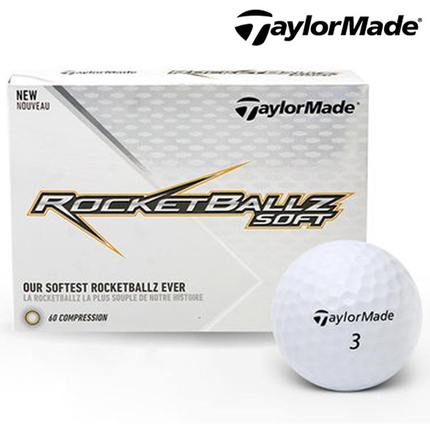 TaylorMade
NEW
NOUVEAU
TaylorMade
ROCKETBALLZ
SOFT
OUR SOFTEST ROCKETBALLZ EVER
LA ROCKETBALLZ LA PLUS SOUPLE DE NOTRE HISTOIRE
60 COMPRESSION
TaylorMade
3